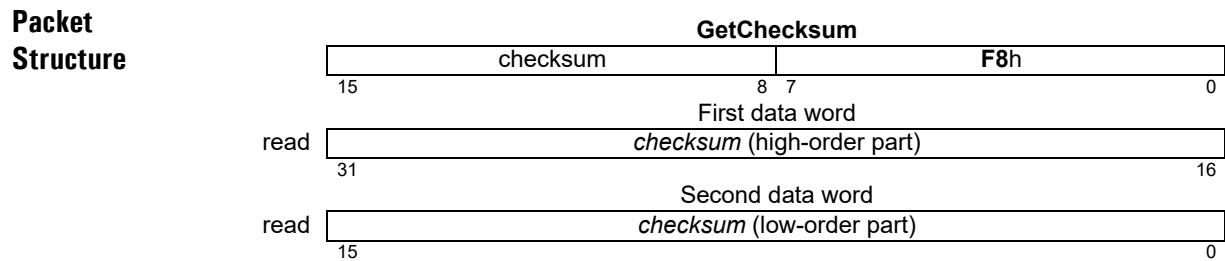 Packet
Structure
GetChecksum
checksum F8h
15 8 7 0
First data word
read checksum (high-order part)
31 16
Second data word
read checksum (low-order part)
15 0